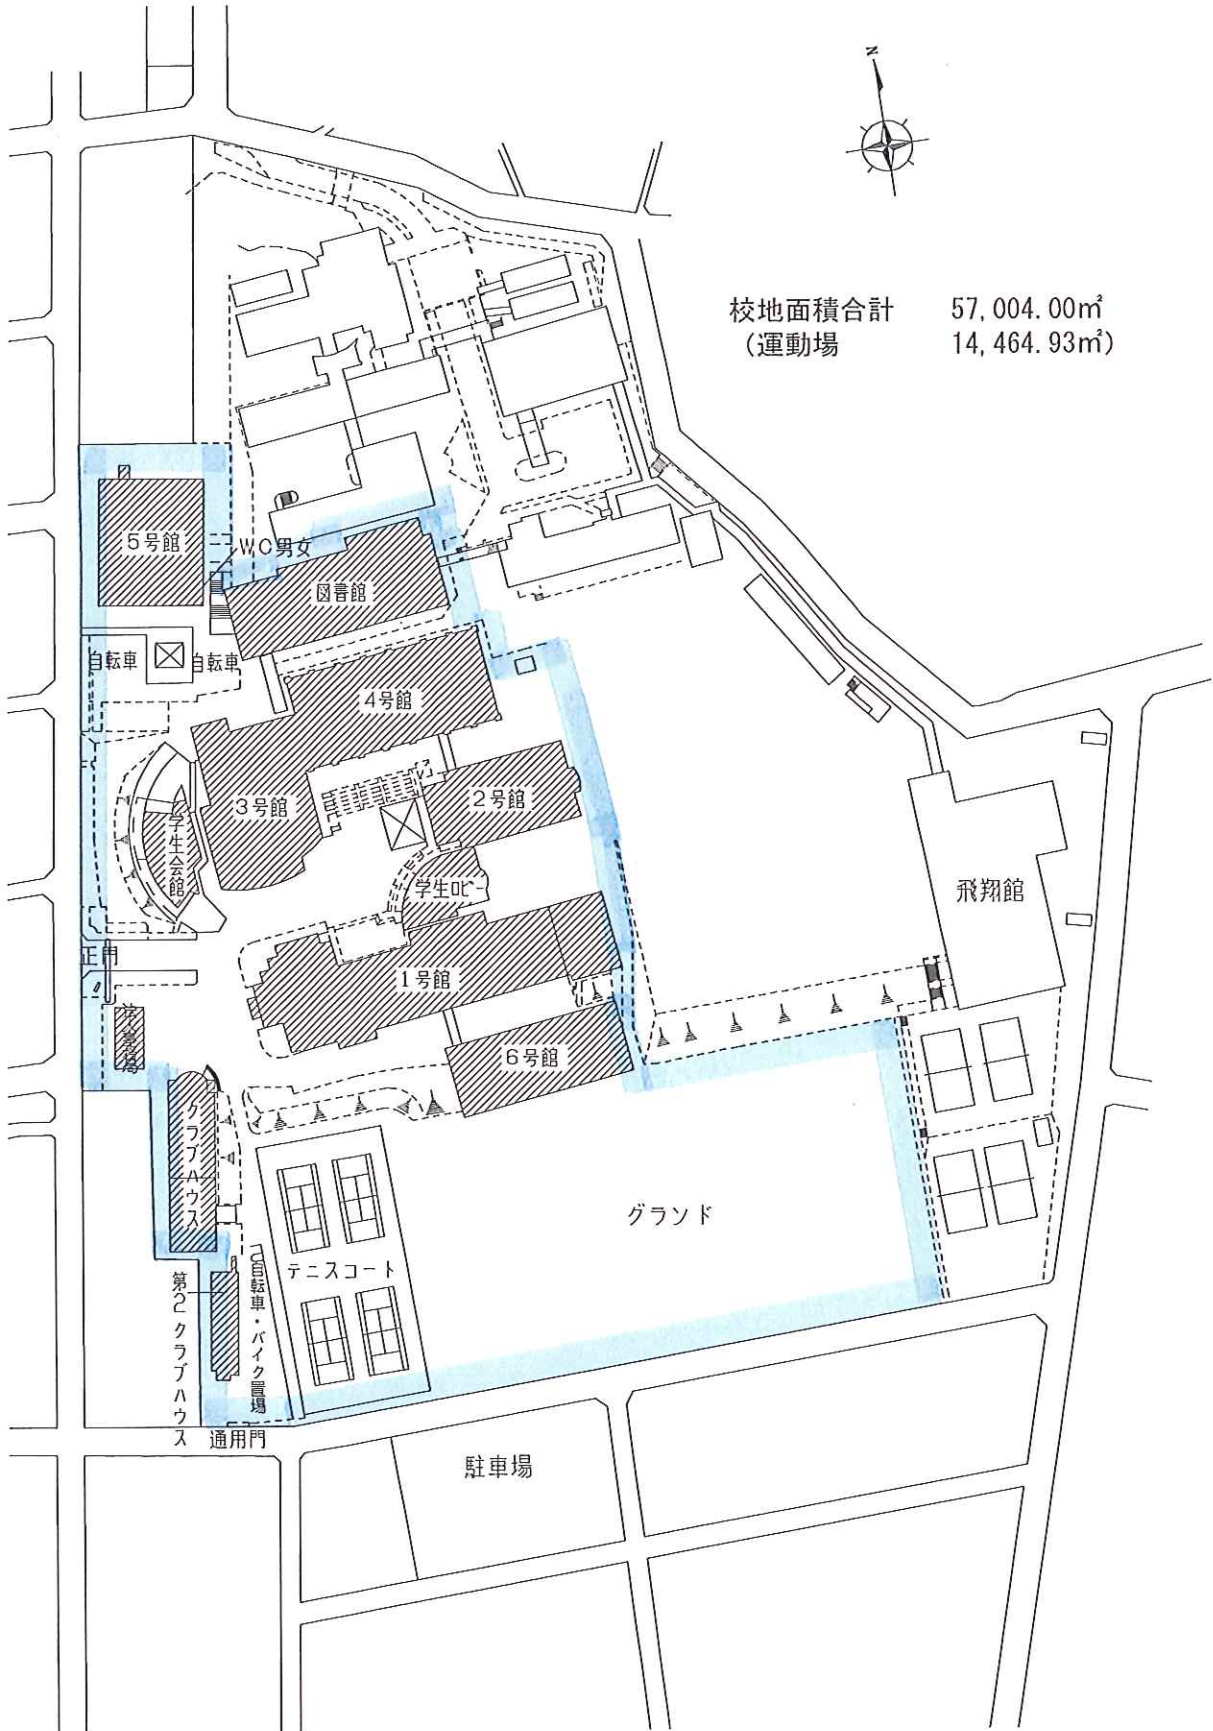 N
校地面積合計 57,004.00㎡
（運動場 14,464.93㎡）
5号館
WC男女
図書館
自転車
自転車
4号館
3号館
2号館
学生会館
学生ロビー
飛翔館
正門
1号館
法人事務局
6号館
クラブハウス
グランド
テニスコート
自転車・バイク置場
第2クラブハウス
通用門
駐車場